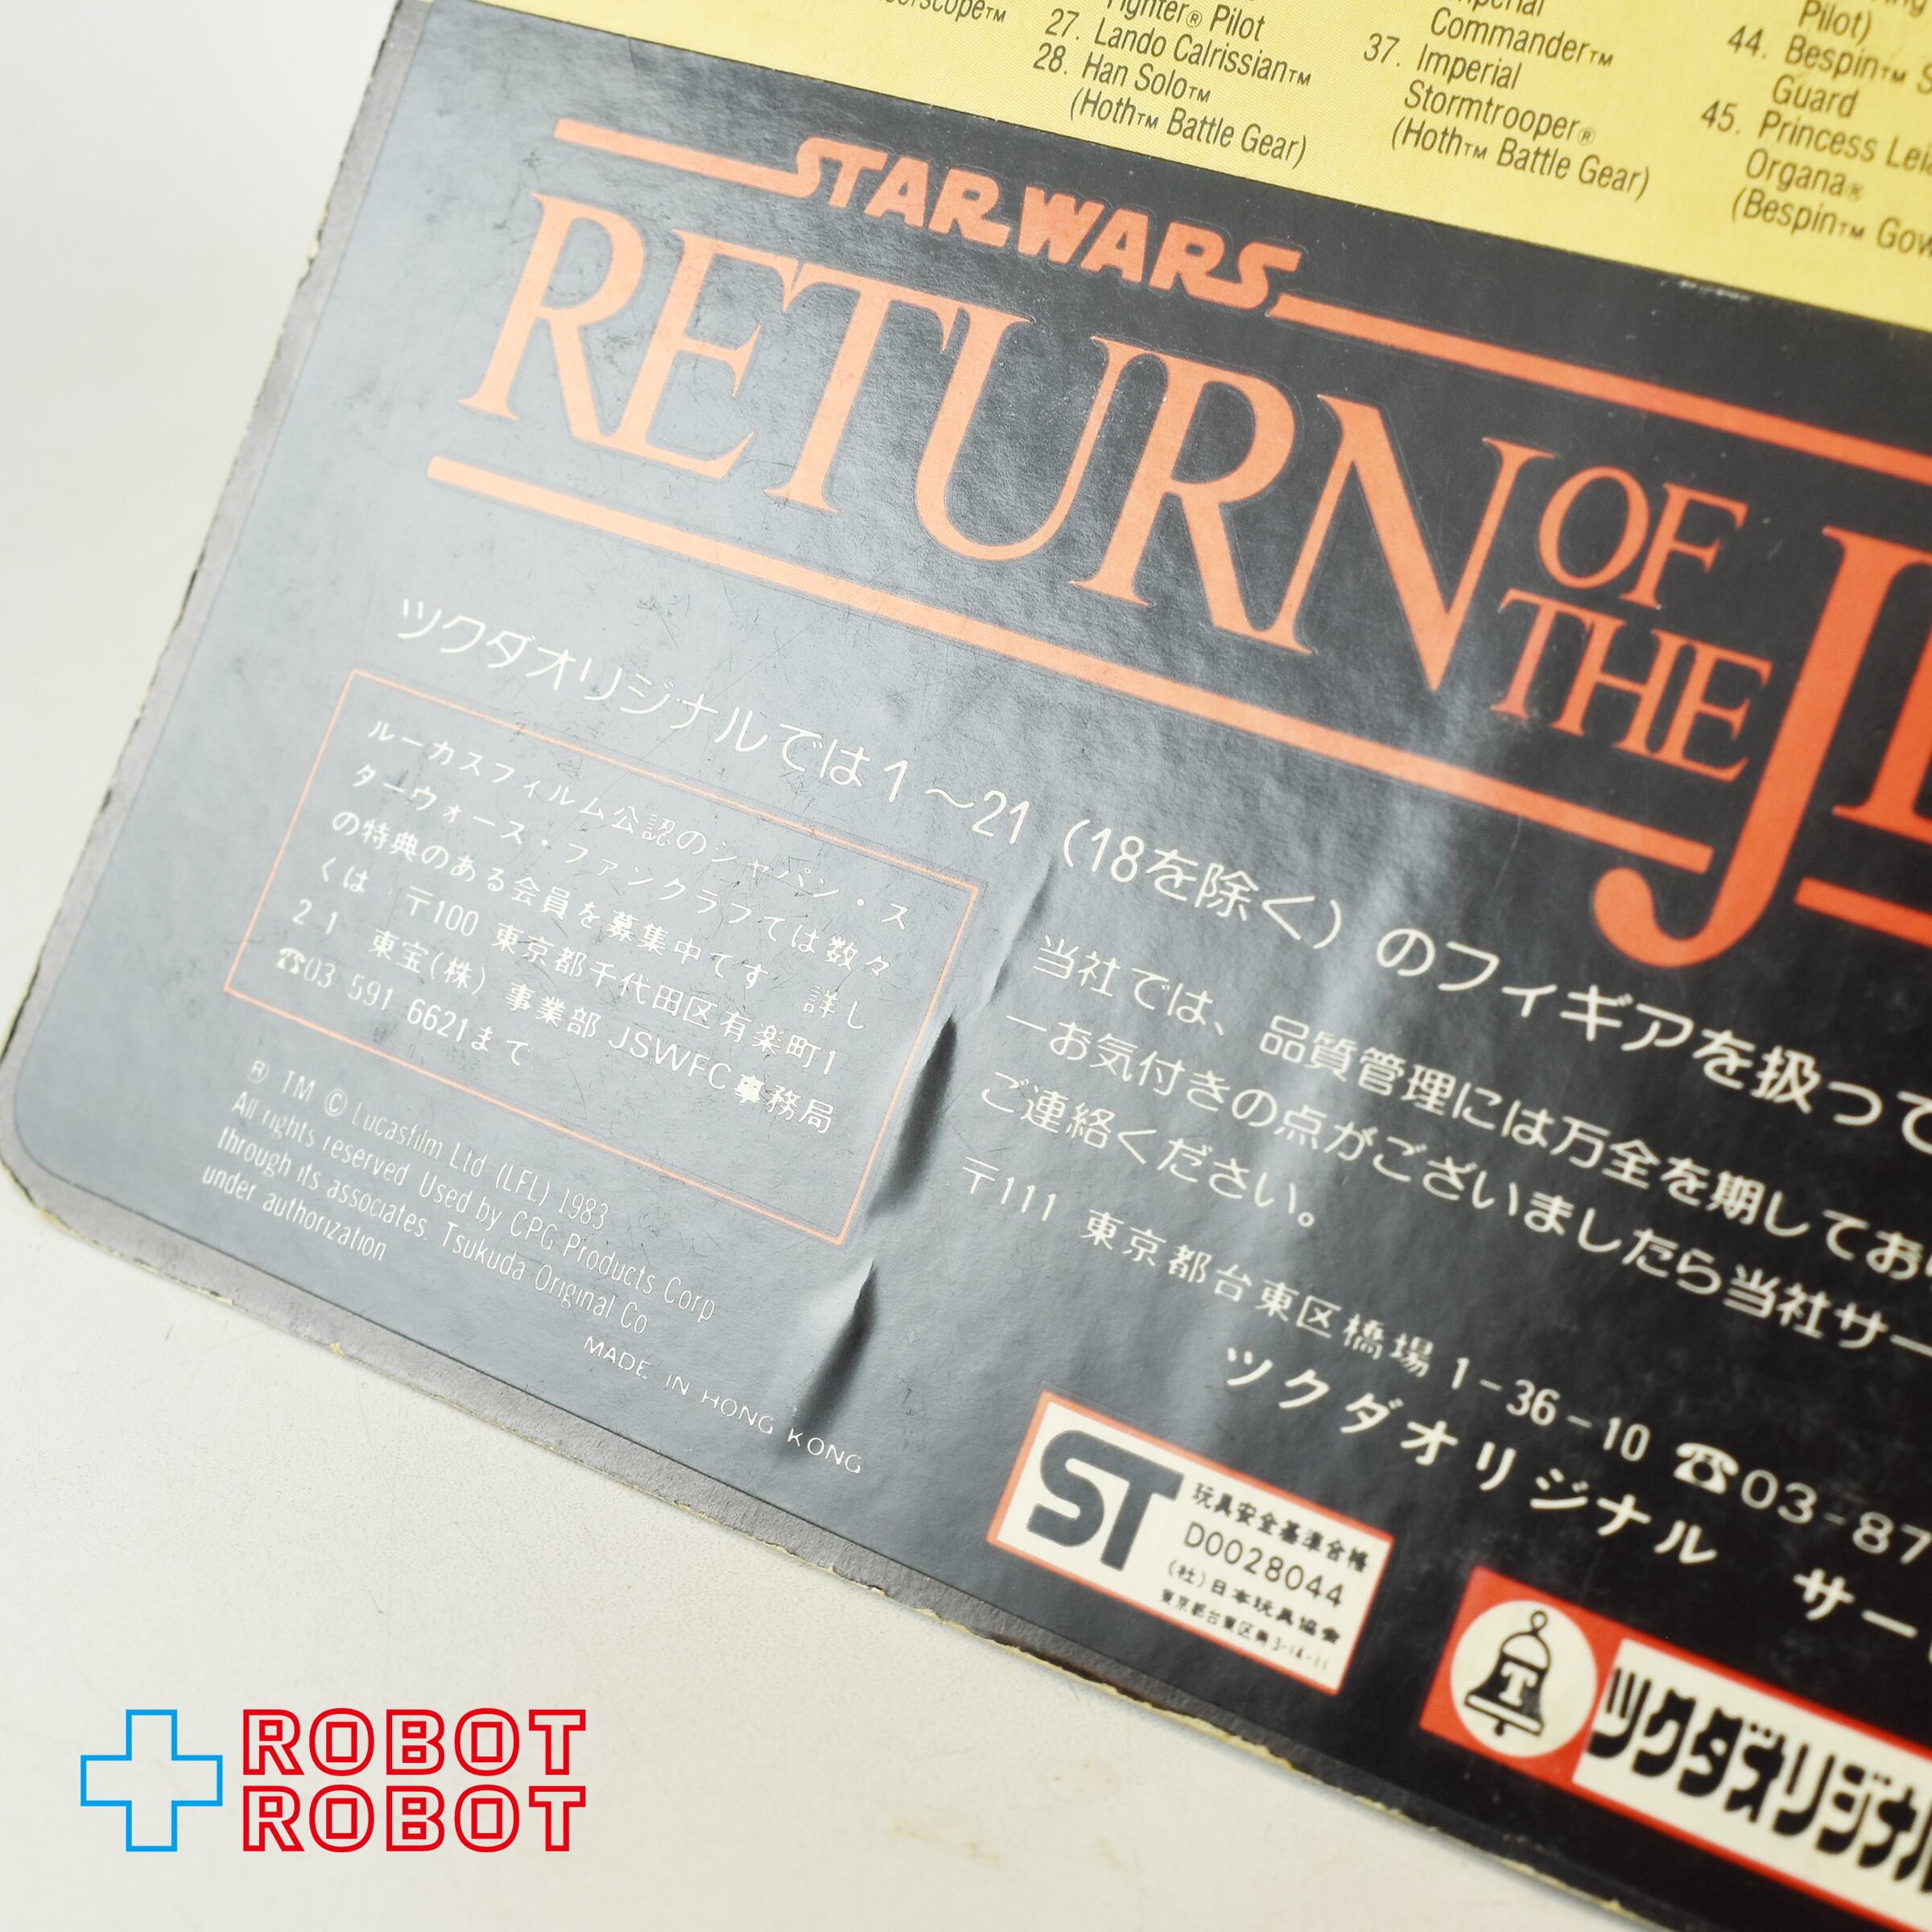 Fighter® Pilot
27. Lando Calrissian™
28. Han Solo™
(Hoth™ Battle Gear)
Commander™
37. Imperial
Stormtrooper®
(Hoth™ Battle Gear)
Pilot)
44. Bespin™
Guard
45. Princess
Organa®
(Bespin™
STAR WARS
RETURN OF THE
ツクダオリジナルでは1～21（18を除く）のフィギアを扱って
ルーカスフィルム公認のジャパン・ス
ターウォーズ・ファンクラブでは数々
の特典のある会員を募集中です 詳し
くは 〒100 東京都千代田区有楽町1
21 東宝(株) 事業部 JSWFC事務局
☎03 591 6621まで
® TM © Lucasfilm Ltd (LFL) 1983
All rights reserved Used by CPG Products Corp
through its associates. Tsukuda Original Co
under authorization
MADE IN HONG KONG
当社では、品質管理には万全を期してお
一お気付きの点がございましたら当社サー
ご連絡ください。
〒111 東京都台東区橋場 1-36-10 ☎03-87
ツクダオリジナル サー
ST
玩具安全基準合格
D0028044
(社)日本玩具協会
東京都台東区寿3-14-11
T
ツクダオリジナル
ROBOT
ROBOT